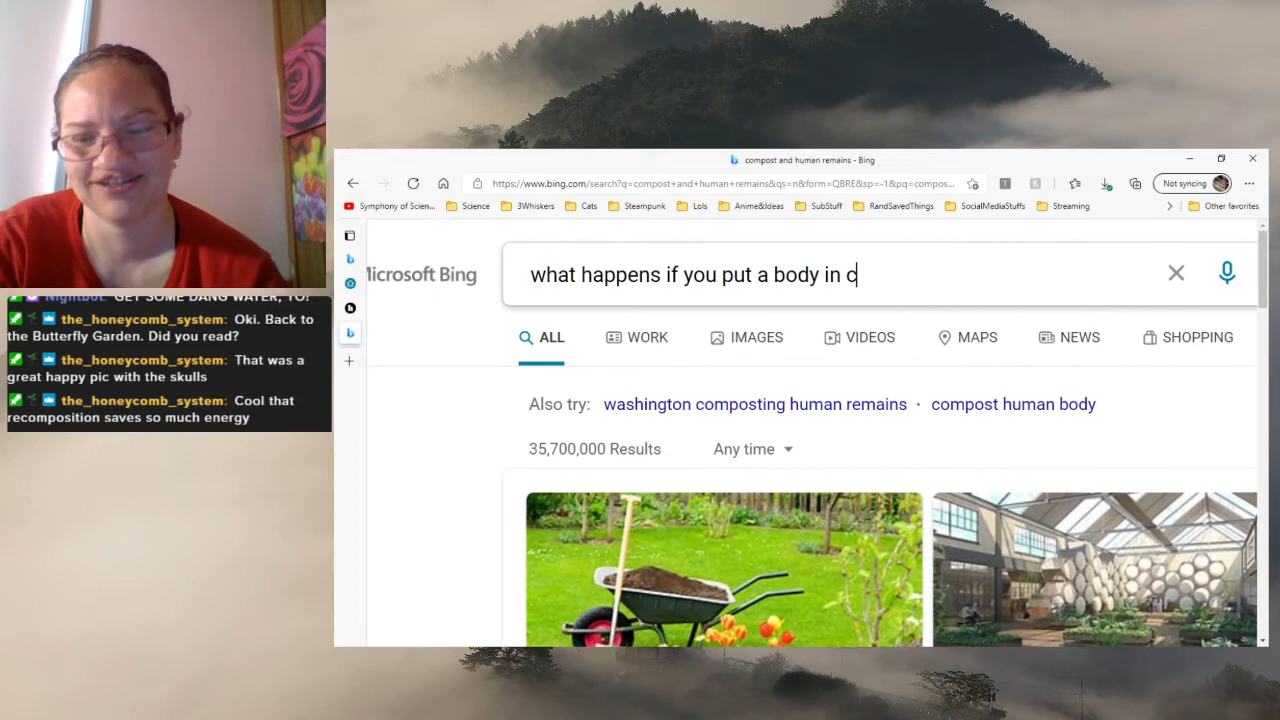 Nightbot: GET SOME DANG WATER, YO!
the_honeycomb_system: Oki. Back to
the Butterfly Garden. Did you read?
the_honeycomb_system: That was a
great happy pic with the skulls
the_honeycomb_system: Cool that
recomposition saves so much energy
compost and human remains - Bing
https://www.bing.com/search?q=compost+and+human+remains&qs=n&form=QBRE&sp=-1&pq=compos...
Not syncing
Symphony of Scien...
Science
3Whiskers
Cats
Steampunk
Lols
Anime&Ideas
SubStuff
RandSavedThings
SocialMediaStuffs
Streaming
Other favorites
Microsoft Bing
what happens if you put a body in c
ALL
WORK
IMAGES
VIDEOS
MAPS
NEWS
SHOPPING
Also try: washington composting human remains · compost human body
35,700,000 Results
Any time